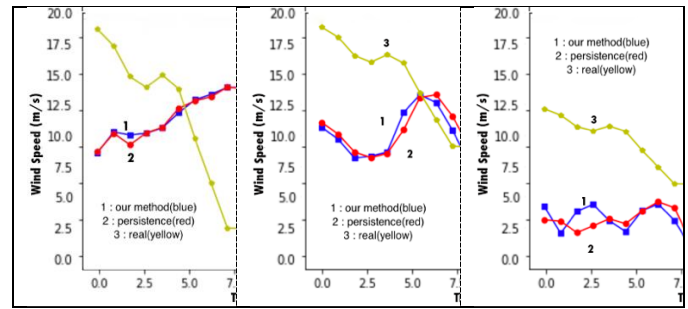 20.0
17.5
15.0
12.5
10.0
7.5
5.0
2.5
0.0
Wind Speed (m/s)
1
2
1 : our method(blue)
2 : persistence(red)
3 : real(yellow)
0.0 2.5 5.0 7.
T
20.0
17.5
15.0
12.5
10.0
7.5
5.0
2.5
0.0
Wind Speed (m/s)
3
1
2
1 : our method(blue)
2 : persistence(red)
3 : real(yellow)
0.0 2.5 5.0 7.
T
20.0
17.5
15.0
12.5
10.0
7.5
5.0
2.5
0.0
Wind Speed (m/s)
1 : our method(blue)
2 : persistence(red)
3 : real(yellow)
3
1
2
0.0 2.5 5.0 7.
T